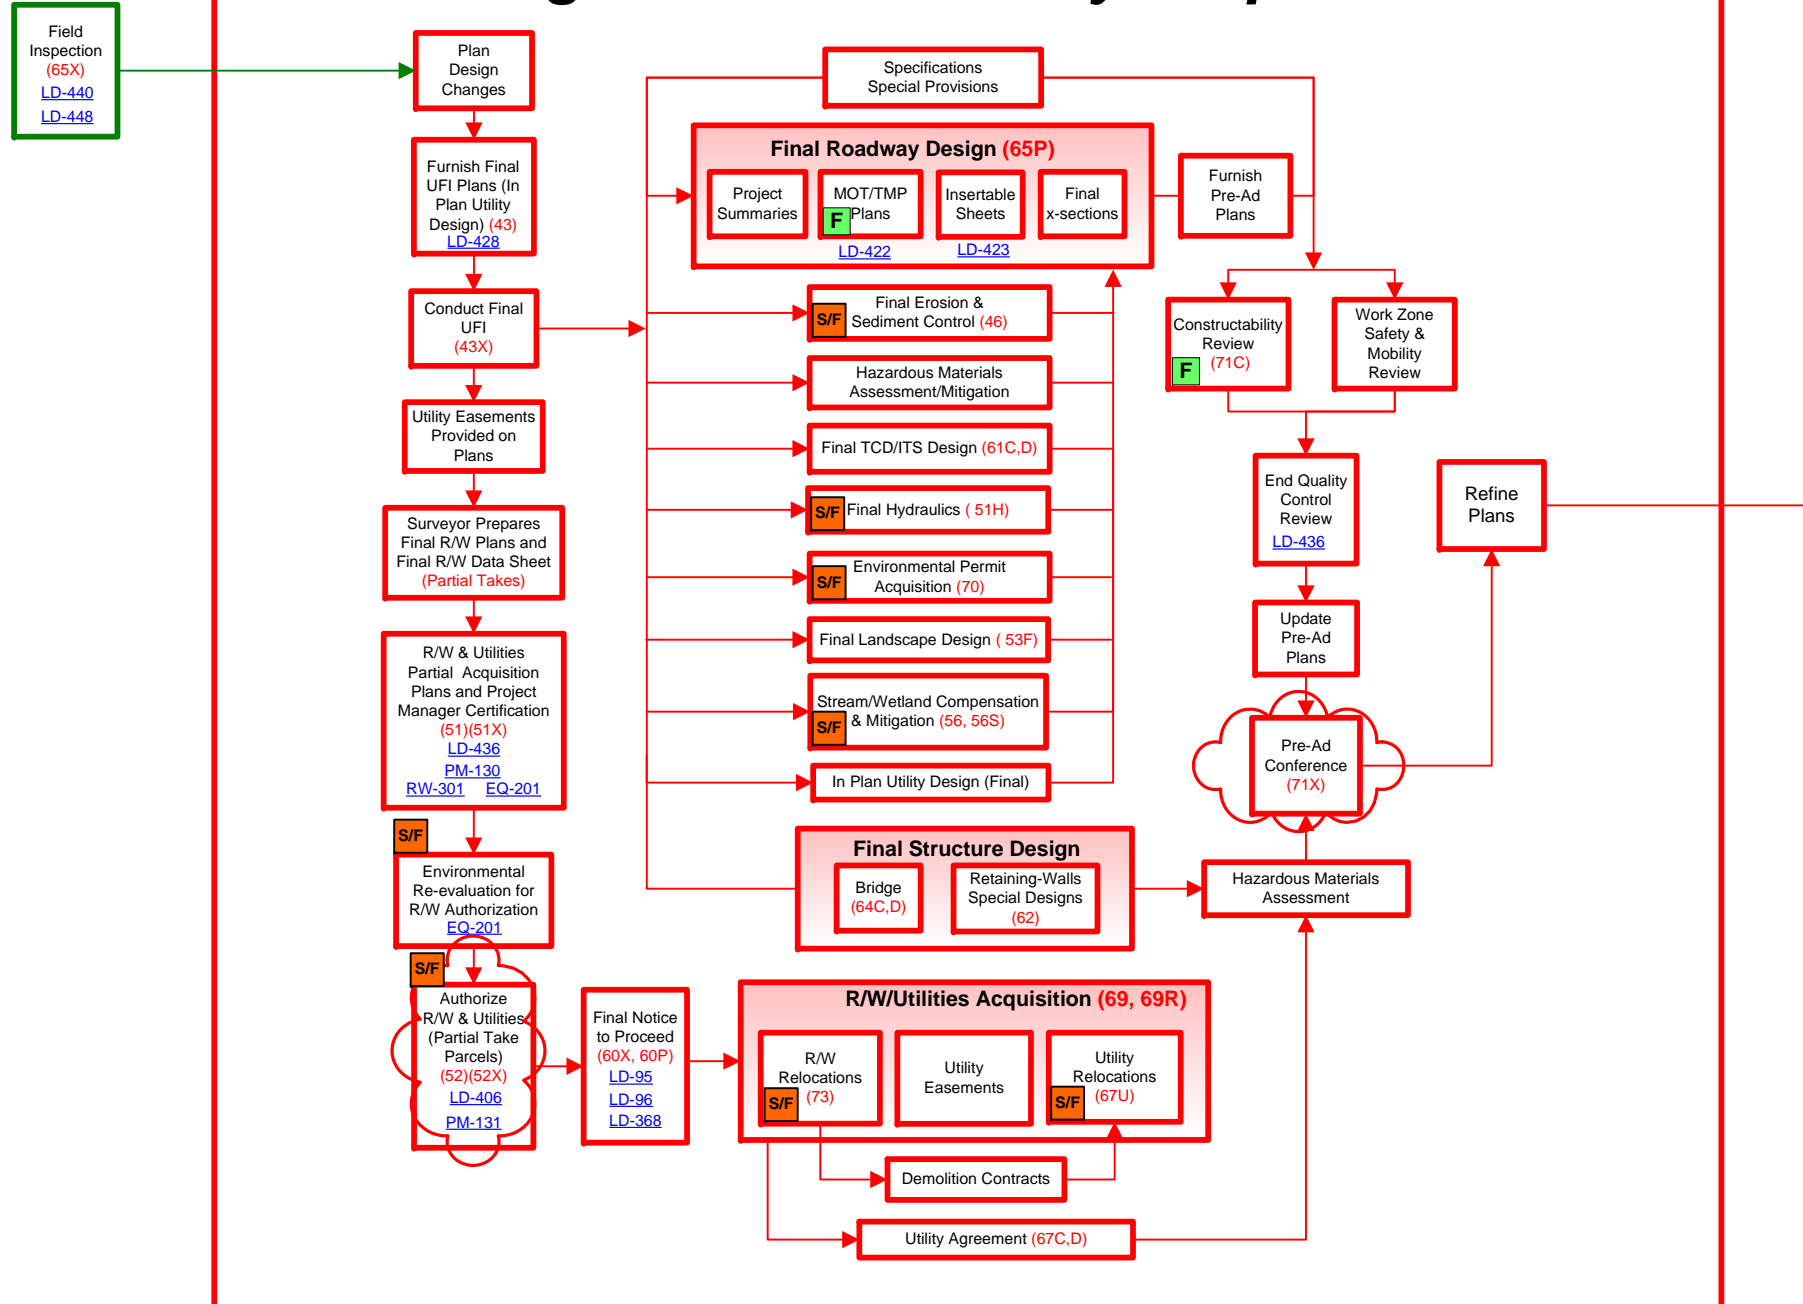 Field
Inspection
(65X)
LD-440
LD-448
Plan
Design
Changes
Furnish Final
UFI Plans (In
Plan Utility
Design) (43)
LD-428
Conduct Final
UFI
(43X)
Utility Easements
Provided on
Plans
Surveyor Prepares
Final R/W Plans and
Final R/W Data Sheet
(Partial Takes)
R/W & Utilities
Partial Acquisition
Plans and Project
Manager Certification
(51)(51X)
LD-436
PM-130
RW-301 EQ-201
S/F
Environmental
Re-evaluation for
R/W Authorization
EQ-201
S/F
Authorize
R/W & Utilities
(Partial Take
Parcels)
(52)(52X)
LD-406
PM-131
Final Notice
to Proceed
(60X, 60P)
LD-95
LD-96
LD-368
Specifications
Special Provisions
Final Roadway Design (65P)
Project
Summaries
MOT/TMP
Plans
F
LD-422
Insertable
Sheets
LD-423
Final
x-sections
Furnish
Pre-Ad
Plans
Final Erosion &
Sediment Control (46)
S/F
Hazardous Materials
Assessment/Mitigation
Final TCD/ITS Design (61C,D)
S/F
Final Hydraulics ( 51H)
Environmental Permit
Acquisition (70)
S/F
Final Landscape Design ( 53F)
Stream/Wetland Compensation
& Mitigation (56, 56S)
S/F
In Plan Utility Design (Final)
Final Structure Design
Bridge
(64C,D)
Retaining-Walls
Special Designs
(62)
R/W/Utilities Acquisition (69, 69R)
R/W
Relocations
(73)
S/F
Utility
Easements
Utility
Relocations
(67U)
S/F
Demolition Contracts
Utility Agreement (67C,D)
Constructability
Review
(71C)
F
Work Zone
Safety &
Mobility
Review
End Quality
Control
Review
LD-436
Update
Pre-Ad
Plans
Pre-Ad
Conference
(71X)
Hazardous Materials
Assessment
Refine
Plans